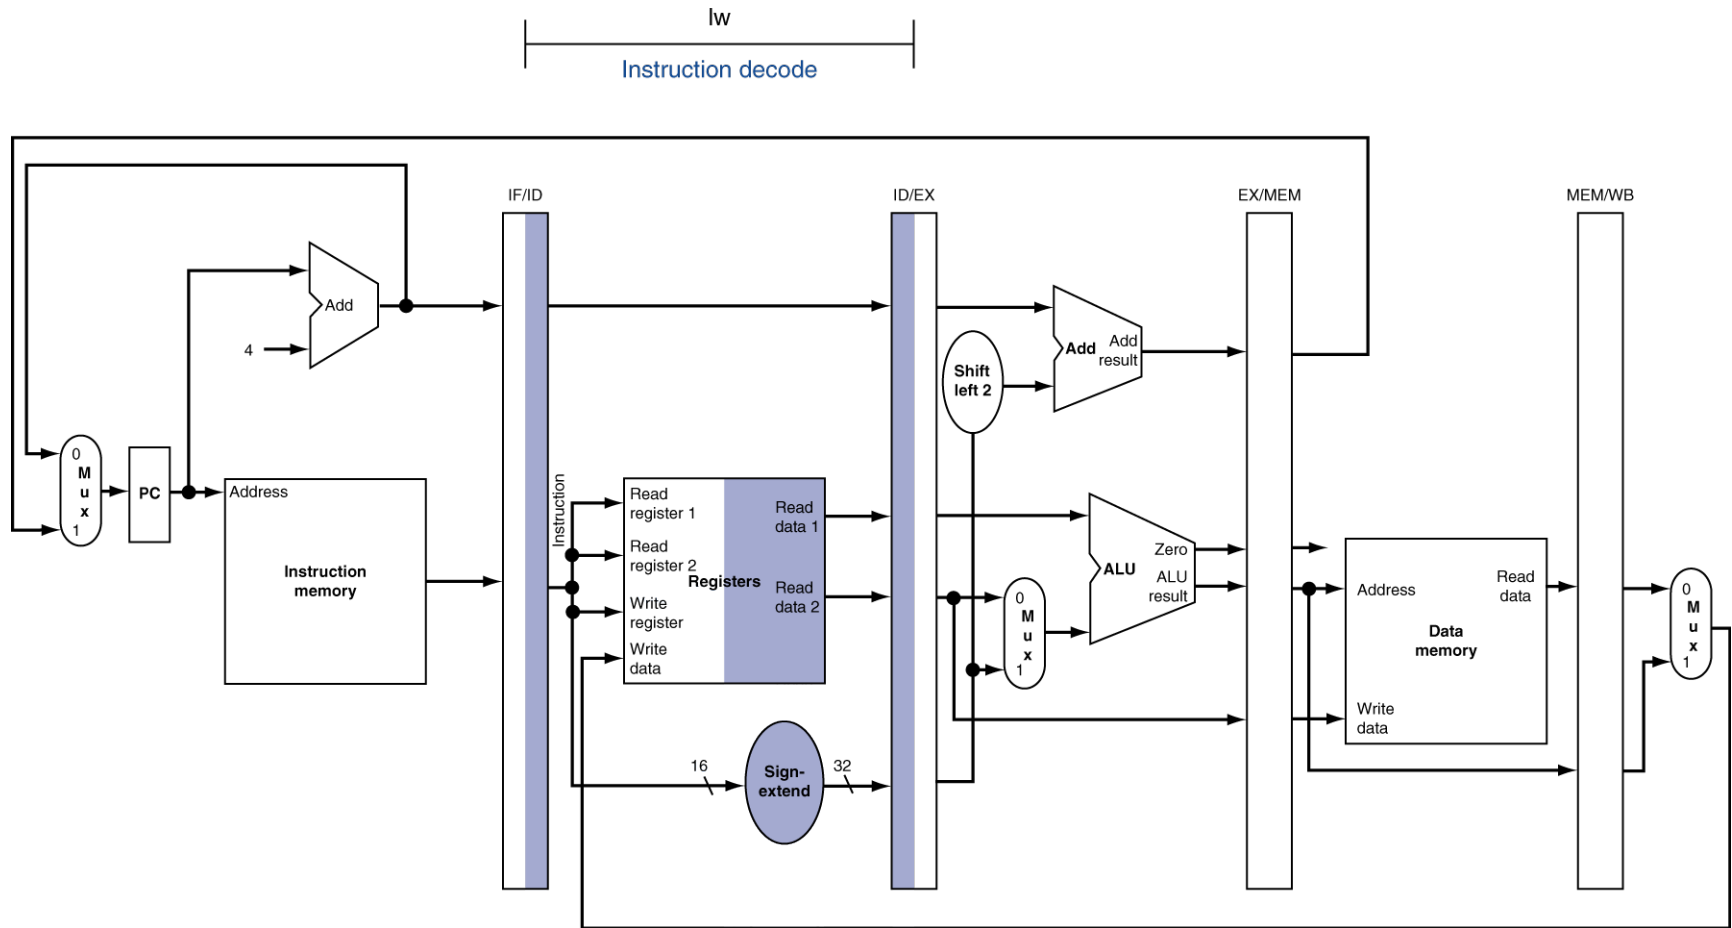 lw
Instruction decode
IF/ID
ID/EX
EX/MEM
MEM/WB
Add
4
Add
Add
result
Shift
left 2
0
M
u
x
1
PC
Address
Instruction
memory
Instruction
Read
register 1
Read
register 2
Write
register
Write
data
Registers
Read
data 1
Read
data 2
16
Sign-
extend
32
0
M
u
x
1
Zero
ALU
ALU
result
Address
Read
data
Data
memory
Write
data
0
M
u
x
1